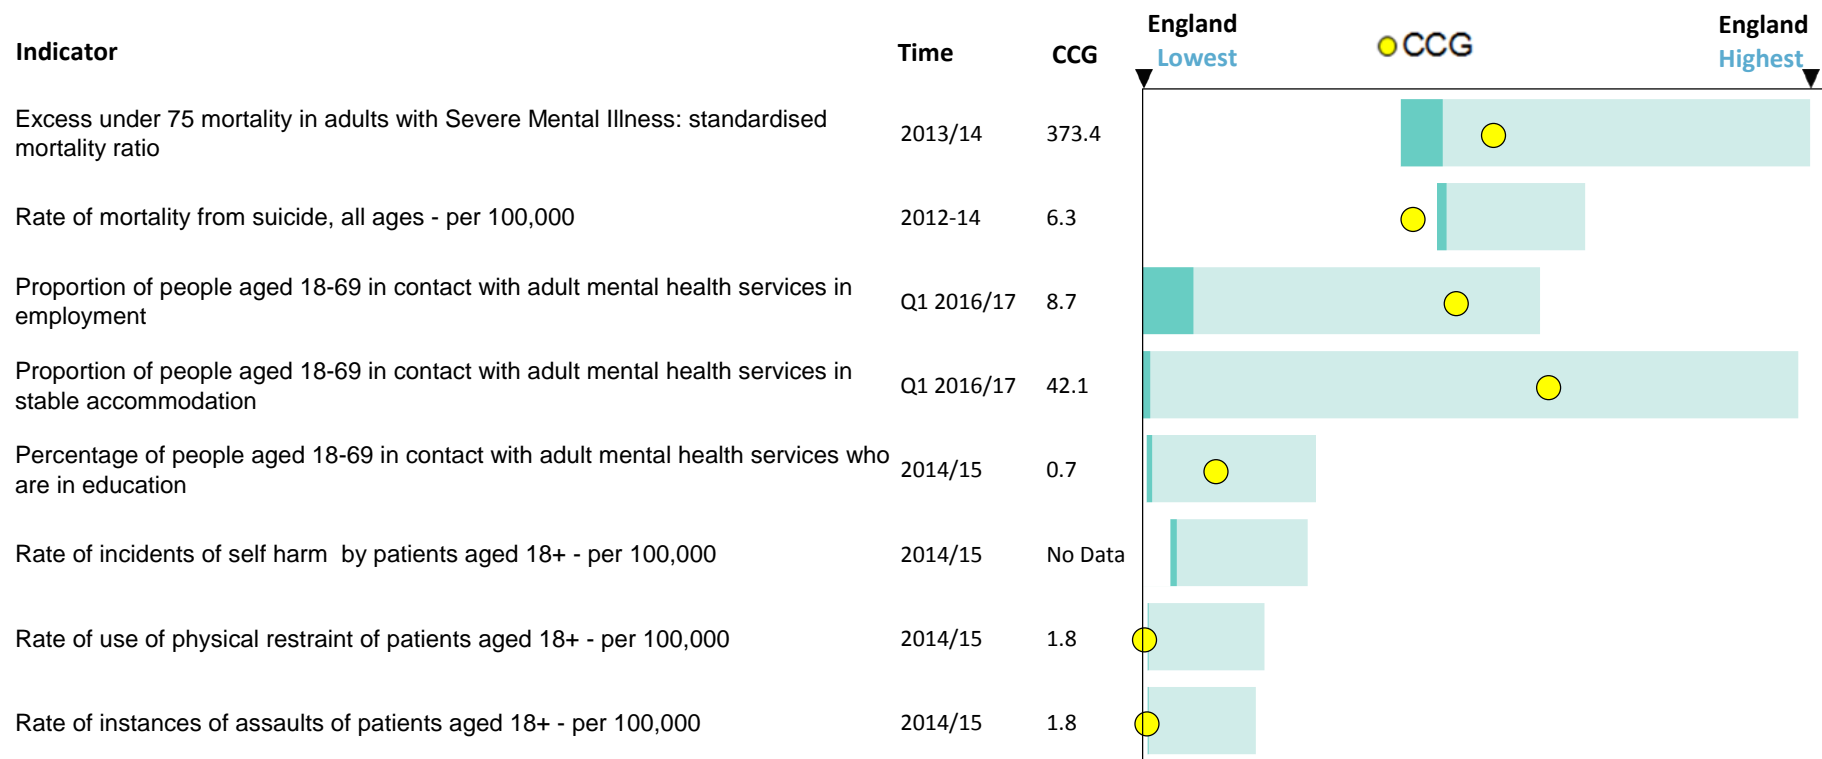 England
England
CCG
Indicator
Time
CCG
Lowest
Highest
Excess under 75 mortality in adults with Severe Mental Illness: standardised
mortality ratio
2013/14
373.4
Rate of mortality from suicide, all ages - per 100,000
2012-14
6.3
Proportion of people aged 18-69 in contact with adult mental health services in
employment
Q1 2016/17
8.7
Proportion of people aged 18-69 in contact with adult mental health services in
stable accommodation
Q1 2016/17
42.1
Percentage of people aged 18-69 in contact with adult mental health services who
are in education
2014/15
0.7
Rate of incidents of self harm  by patients aged 18+ - per 100,000
2014/15
No Data
Rate of use of physical restraint of patients aged 18+ - per 100,000
2014/15
1.8
Rate of instances of assaults of patients aged 18+ - per 100,000
2014/15
1.8